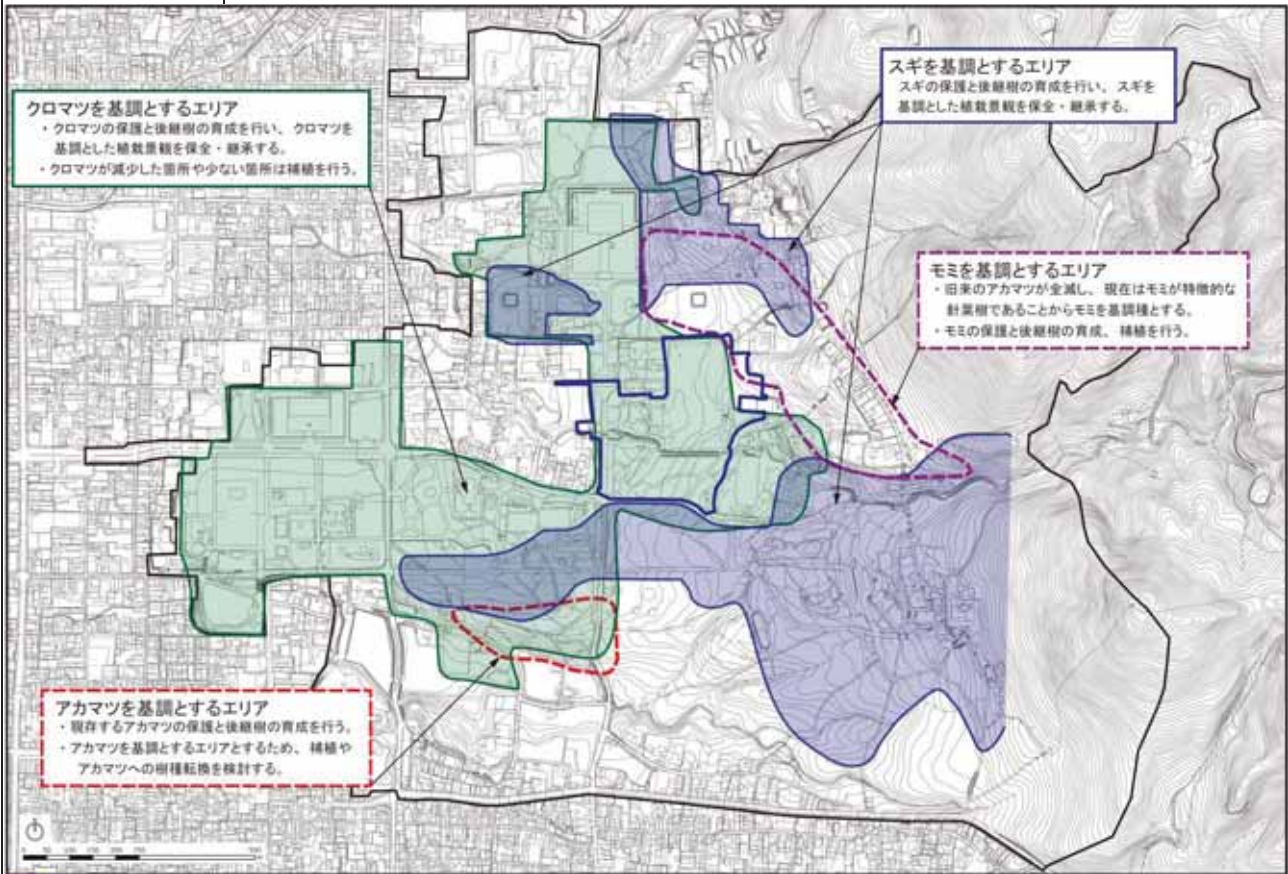 クロマツを基調とするエリア
・クロマツの保護と後継樹の育成を行い、クロマツを
基調とした植栽景観を保全・継承する。
・クロマツが減少した箇所や少ない箇所は補植を行う。
スギを基調とするエリア
スギの保護と後継樹の育成を行い、スギを
基調とした植栽景観を保全・継承する。
モミを基調とするエリア
・旧来のアカマツが全滅し、現在はモミが特徴的な
針葉樹であることからモミを基調種とする。
・モミの保護と後継樹の育成、補植を行う。
アカマツを基調とするエリア
・現存するアカマツの保護と後継樹の育成を行う。
・アカマツを基調とするエリアとするため、補植や
アカマツへの樹種転換を検討する。